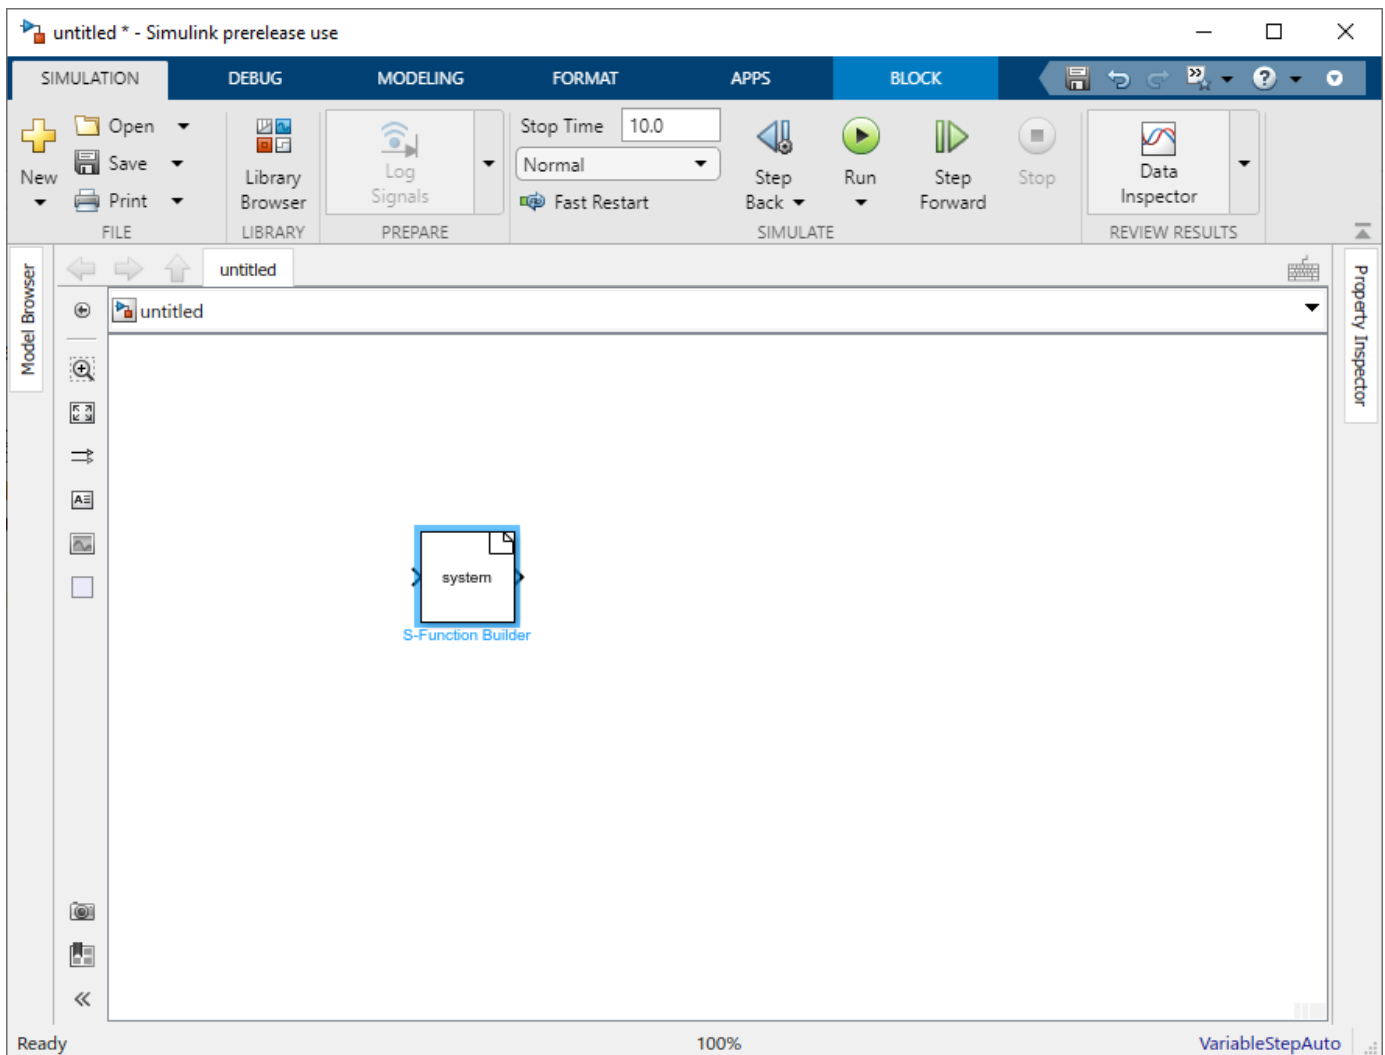 untitled * - Simulink prerelease use
SIMULATION DEBUG MODELING FORMAT APPS BLOCK
New
Open
Save
Print
FILE
Library
Browser
LIBRARY
Log
Signals
PREPARE
Stop Time 10.0
Normal
Fast Restart
Step
Back
Run
Step
Forward
Stop
SIMULATE
Data
Inspector
REVIEW RESULTS
Model Browser
untitled
untitled
Property Inspector
system
S-Function Builder
Ready 100% VariableStepAuto